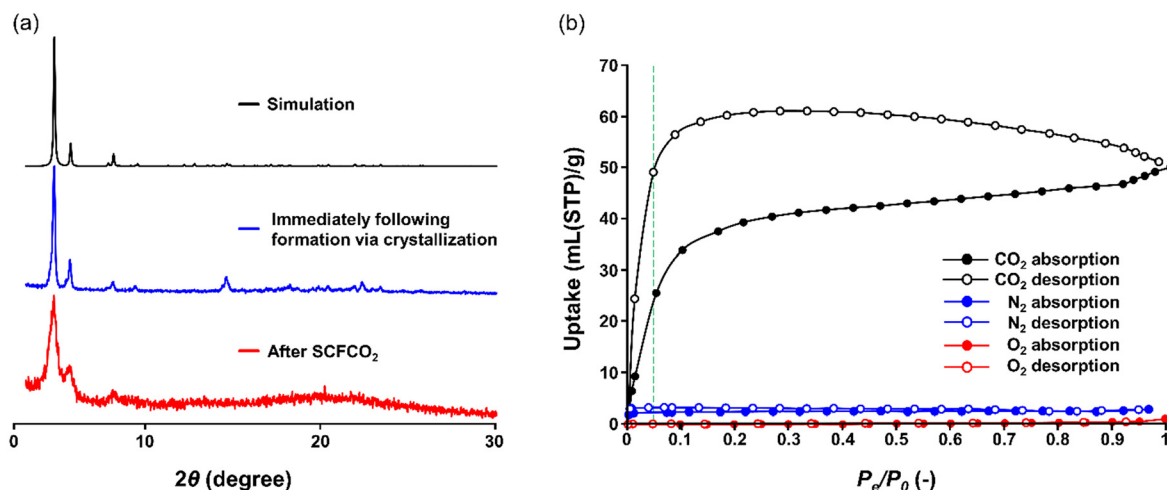 (a)
Simulation
Immediately following
formation via crystallization
After SCFCO₂
0 10 20 30
2θ (degree)
(b)
Uptake (mL(STP)/g)
70
60
50
40
30
20
10
0
CO₂ absorption
CO₂ desorption
N₂ absorption
N₂ desorption
O₂ absorption
O₂ desorption
0 0.1 0.2 0.3 0.4 0.5 0.6 0.7 0.8 0.9 1
Pₑ/P₀ (-)